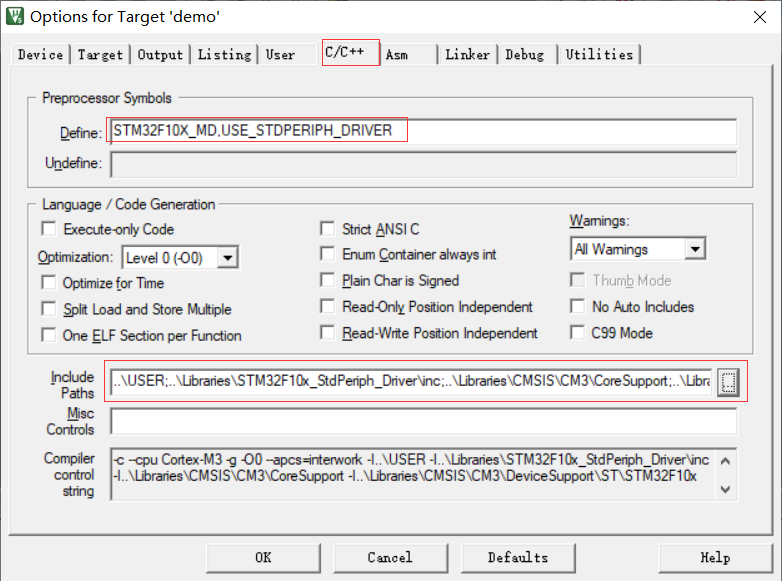 Options for Target 'demo'
Device Target Output Listing User C/C++ Asm Linker Debug Utilities
Preprocessor Symbols
Define: STM32F10X_MD,USE_STDPERIPH_DRIVER
Undefine:
Language / Code Generation
Execute-only Code
Optimization: Level 0 (-O0)
Optimize for Time
Split Load and Store Multiple
One ELF Section per Function
Strict ANSI C
Enum Container always int
Plain Char is Signed
Read-Only Position Independent
Read-Write Position Independent
Warnings:
All Warnings
Thumb Mode
No Auto Includes
C99 Mode
Include
Paths
..\USER;..\Libraries\STM32F10x_StdPeriph_Driver\inc;..\Libraries\CMSIS\CM3\CoreSupport;..\Libra
...
Misc
Controls
Compiler
control
string
-c --cpu Cortex-M3 -g -O0 --apcs=interwork -I..\USER -I..\Libraries\STM32F10x_StdPeriph_Driver\inc
-I..\Libraries\CMSIS\CM3\CoreSupport -I..\Libraries\CMSIS\CM3\DeviceSupport\ST\STM32F10x
OK Cancel Defaults Help